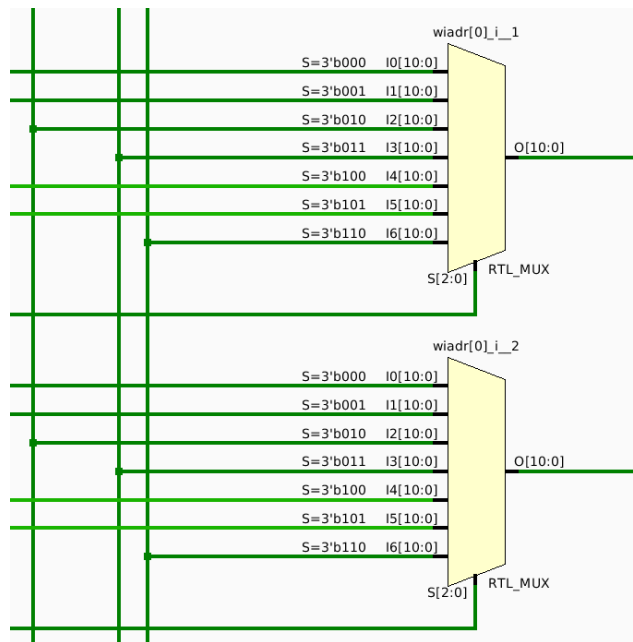 wiadr[0]_i__1
S=3'b000 I0[10:0]
S=3'b001 I1[10:0]
S=3'b010 I2[10:0]
S=3'b011 I3[10:0]
O[10:0]
S=3'b100 I4[10:0]
S=3'b101 I5[10:0]
S=3'b110 I6[10:0]
S[2:0]
RTL_MUX
wiadr[0]_i__2
S=3'b000 I0[10:0]
S=3'b001 I1[10:0]
S=3'b010 I2[10:0]
S=3'b011 I3[10:0]
O[10:0]
S=3'b100 I4[10:0]
S=3'b101 I5[10:0]
S=3'b110 I6[10:0]
S[2:0]
RTL_MUX